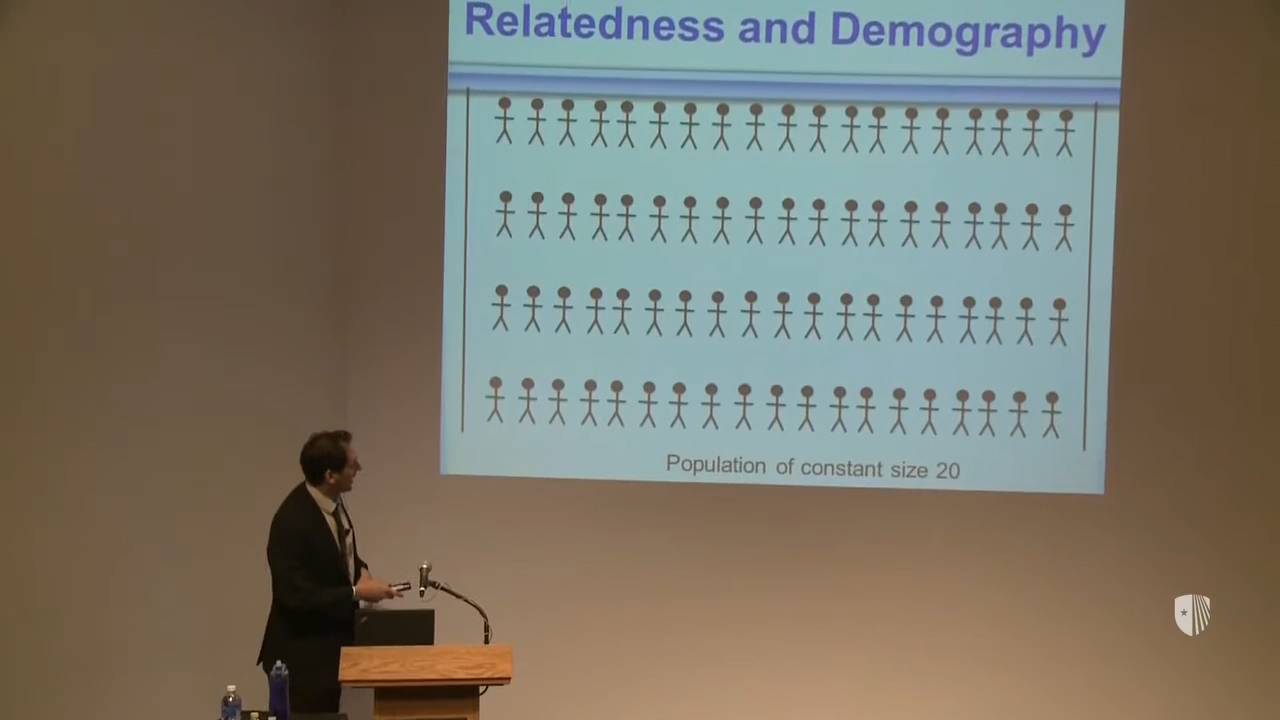 Relatedness and Demography
Population of constant size 20